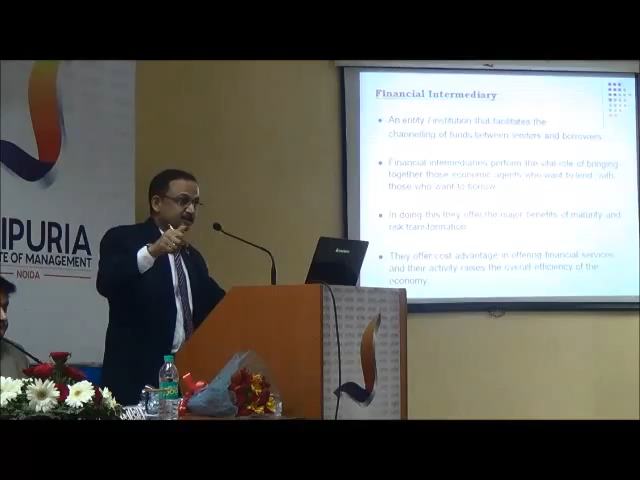 IPURIA
TE OF MANAGEMENT
NOIDA
Financial Intermediary
An entity / institution that facilitates the
channelling of funds between lenders and borrowers.
Financial intermediaries perform the vital role of bringing
together those economic agents who want to lend, with
those who want to borrow.
In doing this they offer the major benefits of maturity and
risk transformation.
They offer cost advantage in offering financial services
and their activity raises the overall efficiency of the
economy.
lenovo